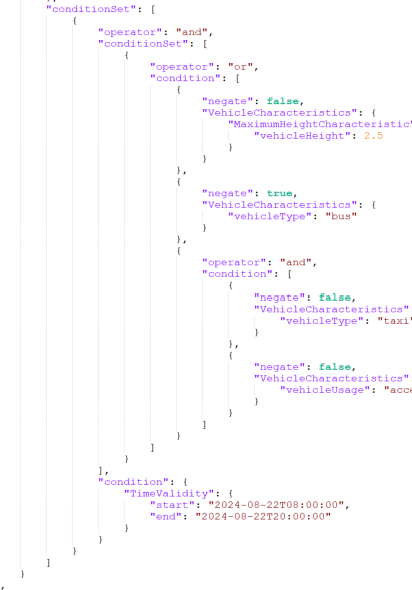 "conditionSet": [
{
"operator": "and",
"conditionSet": [
{
"operator": "or",
"condition": [
{
"negate": false,
"VehicleCharacteristics": {
"MaximumHeightCharacteristic"
"vehicleHeight": 2.5
}
}
},
{
"negate": true,
"VehicleCharacteristics": {
"vehicleType": "bus"
}
},
{
"operator": "and",
"condition": [
{
"negate": false,
"VehicleCharacteristics"
"vehicleType": "taxi"
}
},
{
"negate": false,
"VehicleCharacteristics"
"vehicleUsage": "acce
}
}
]
}
]
}
],
"condition": {
"TimeValidity": {
"start": "2024-08-22T08:00:00",
"end": "2024-08-22T20:00:00"
}
}
}
]
}
,